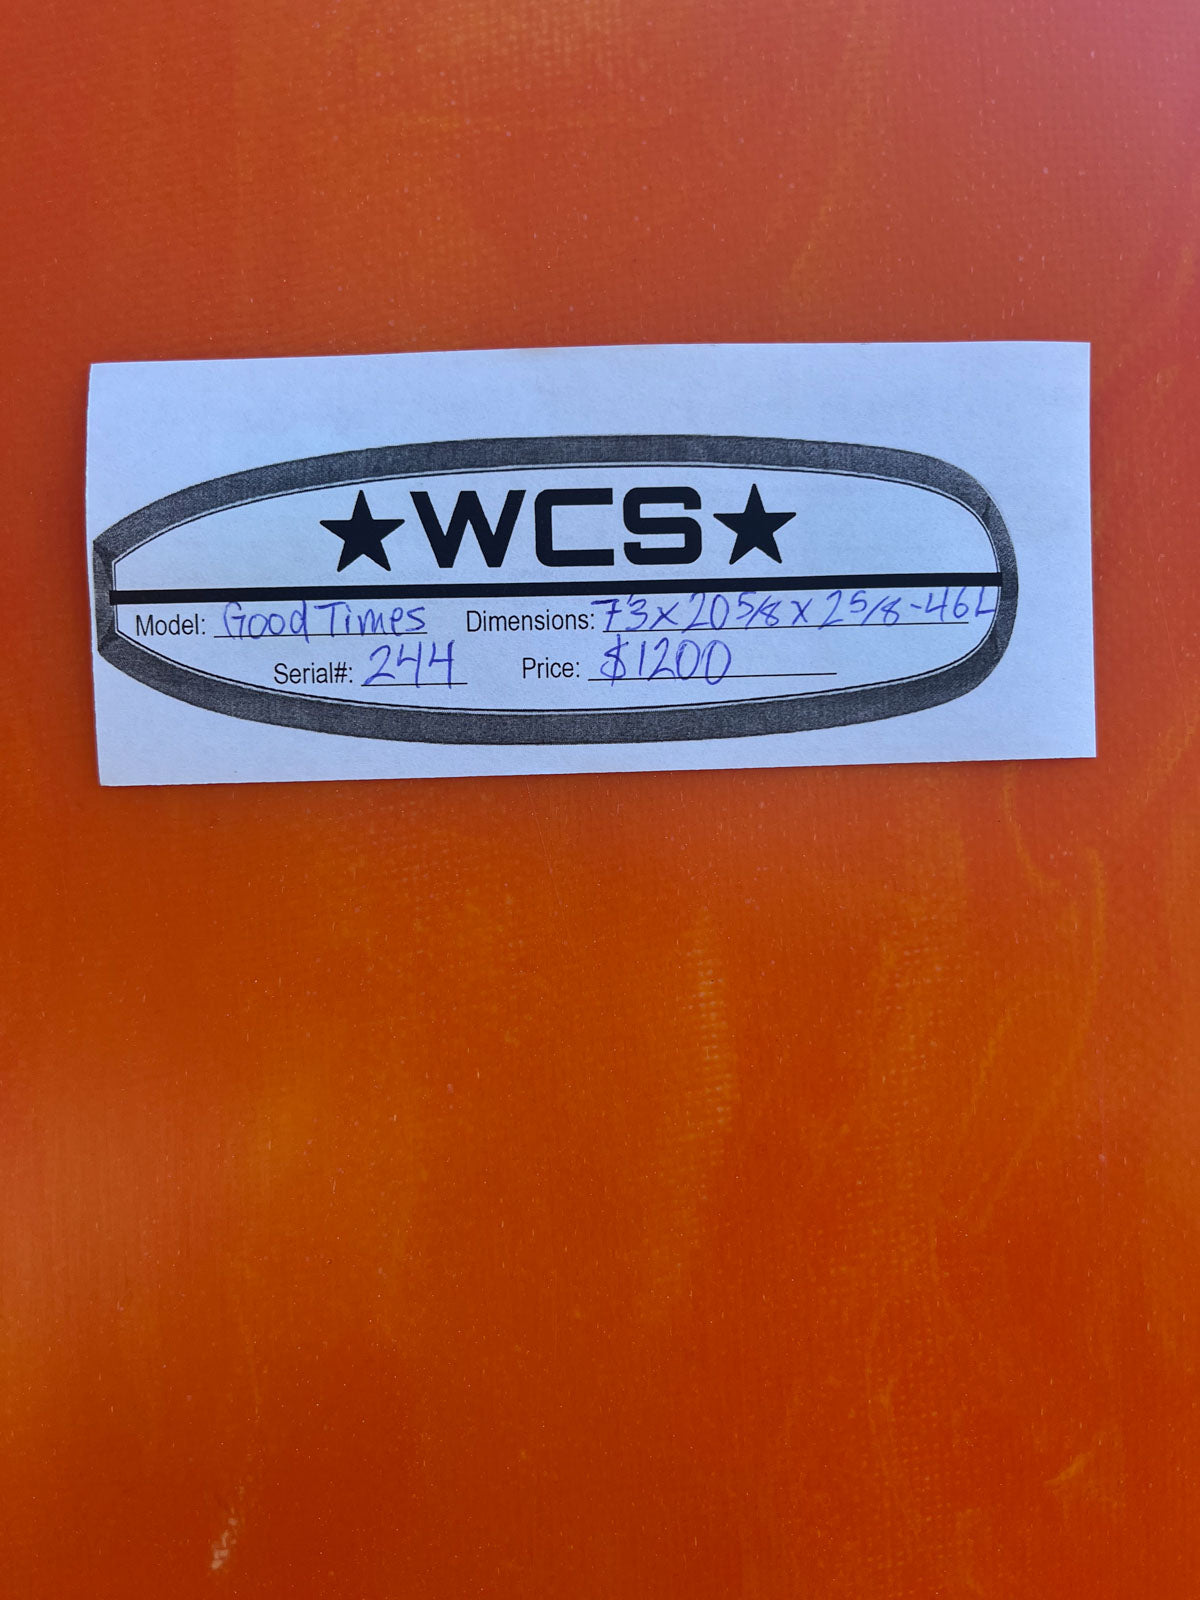 ★WCS★
Model: Good Times Dimensions: 7'3 x 20 5/8 x 2 5/8 - 46L
Serial#: 244 Price: $1200